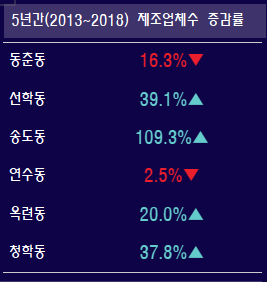 5년간(2013~2018) 제조업체수 증감률
동춘동 16.3%▼
선학동 39.1%▲
송도동 109.3%▲
연수동 2.5%▼
옥련동 20.0%▲
청학동 37.8%▲